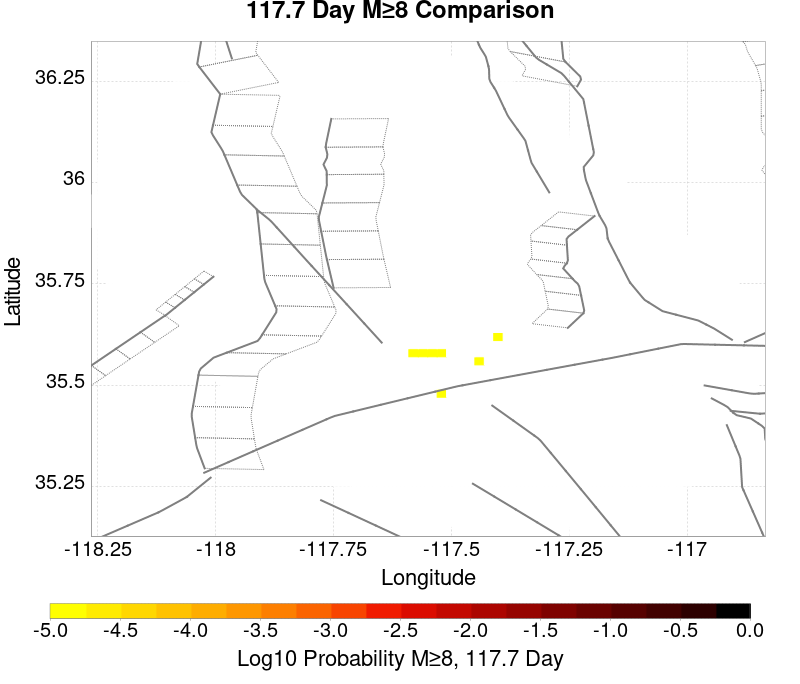 117.7 Day M≥8 Comparison
36.25
36
35.75
35.5
35.25
Latitude
-118.25 -118 -117.75 -117.5 -117.25 -117
Longitude
-5.0 -4.5 -4.0 -3.5 -3.0 -2.5 -2.0 -1.5 -1.0 -0.5 0.0
Log10 Probability M≥8, 117.7 Day